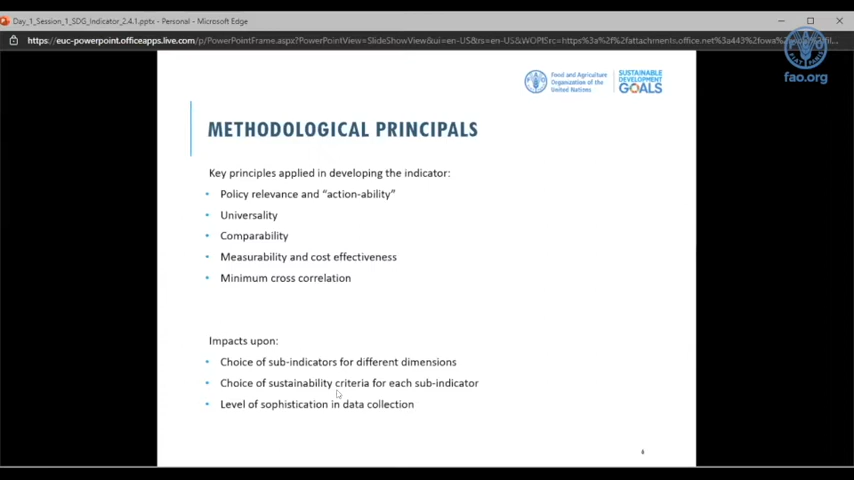 Day_1_Session_1_SDG_Indicator_2.4.1.pptx - Personal - Microsoft Edge
fao.org
Food and Agriculture
Organization of the
United Nations
SUSTAINABLE
DEVELOPMENT
GOALS
METHODOLOGICAL PRINCIPALS
Key principles applied in developing the indicator:
• Policy relevance and “action-ability”
• Universality
• Comparability
• Measurability and cost effectiveness
• Minimum cross correlation
Impacts upon:
• Choice of sub-indicators for different dimensions
• Choice of sustainability criteria for each sub-indicator
• Level of sophistication in data collection